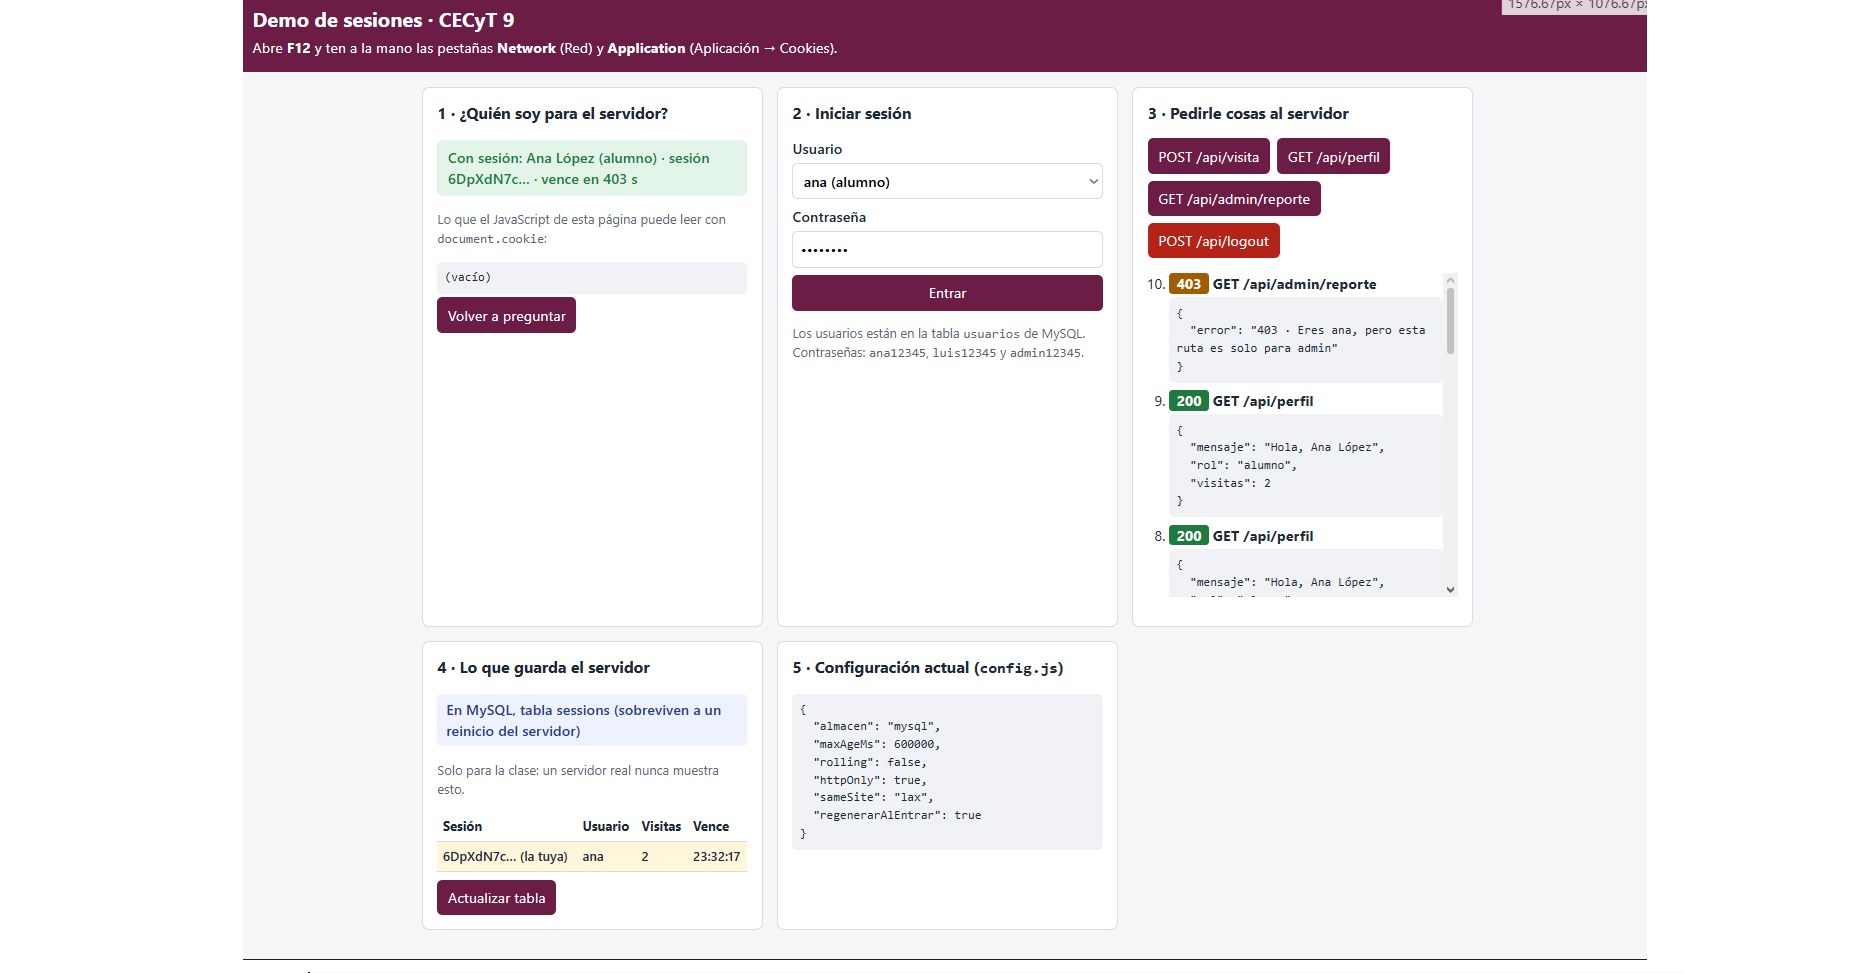 Demo de sesiones · CECyT 9
1576.67px × 1076.67px
Abre F12 y ten a la mano las pestañas Network (Red) y Application (Aplicación → Cookies).
1 · ¿Quién soy para el servidor?
Con sesión: Ana López (alumno) · sesión
6DpXdN7c... · vence en 403 s
Lo que el JavaScript de esta página puede leer con
document.cookie:
(vacío)
Volver a preguntar
2 · Iniciar sesión
Usuario
ana (alumno)
Contraseña
••••••••
Entrar
Los usuarios están en la tabla usuarios de MySQL.
Contraseñas: ana12345, luis12345 y admin12345.
3 · Pedirle cosas al servidor
POST /api/visita
GET /api/perfil
GET /api/admin/reporte
POST /api/logout
10. 403 GET /api/admin/reporte
{
"error": "403 · Eres ana, pero esta
ruta es solo para admin"
}
9. 200 GET /api/perfil
{
"mensaje": "Hola, Ana López",
"rol": "alumno",
"visitas": 2
}
8. 200 GET /api/perfil
{
"mensaje": "Hola, Ana López",
4 · Lo que guarda el servidor
En MySQL, tabla sessions (sobreviven a un
reinicio del servidor)
Solo para la clase: un servidor real nunca muestra
esto.
Sesión Usuario Visitas Vence
6DpXdN7c... (la tuya) ana 2 23:32:17
Actualizar tabla
5 · Configuración actual (config.js)
{
"almacen": "mysql",
"maxAgeMs": 600000,
"rolling": false,
"httpOnly": true,
"sameSite": "lax",
"regenerarAlEntrar": true
}